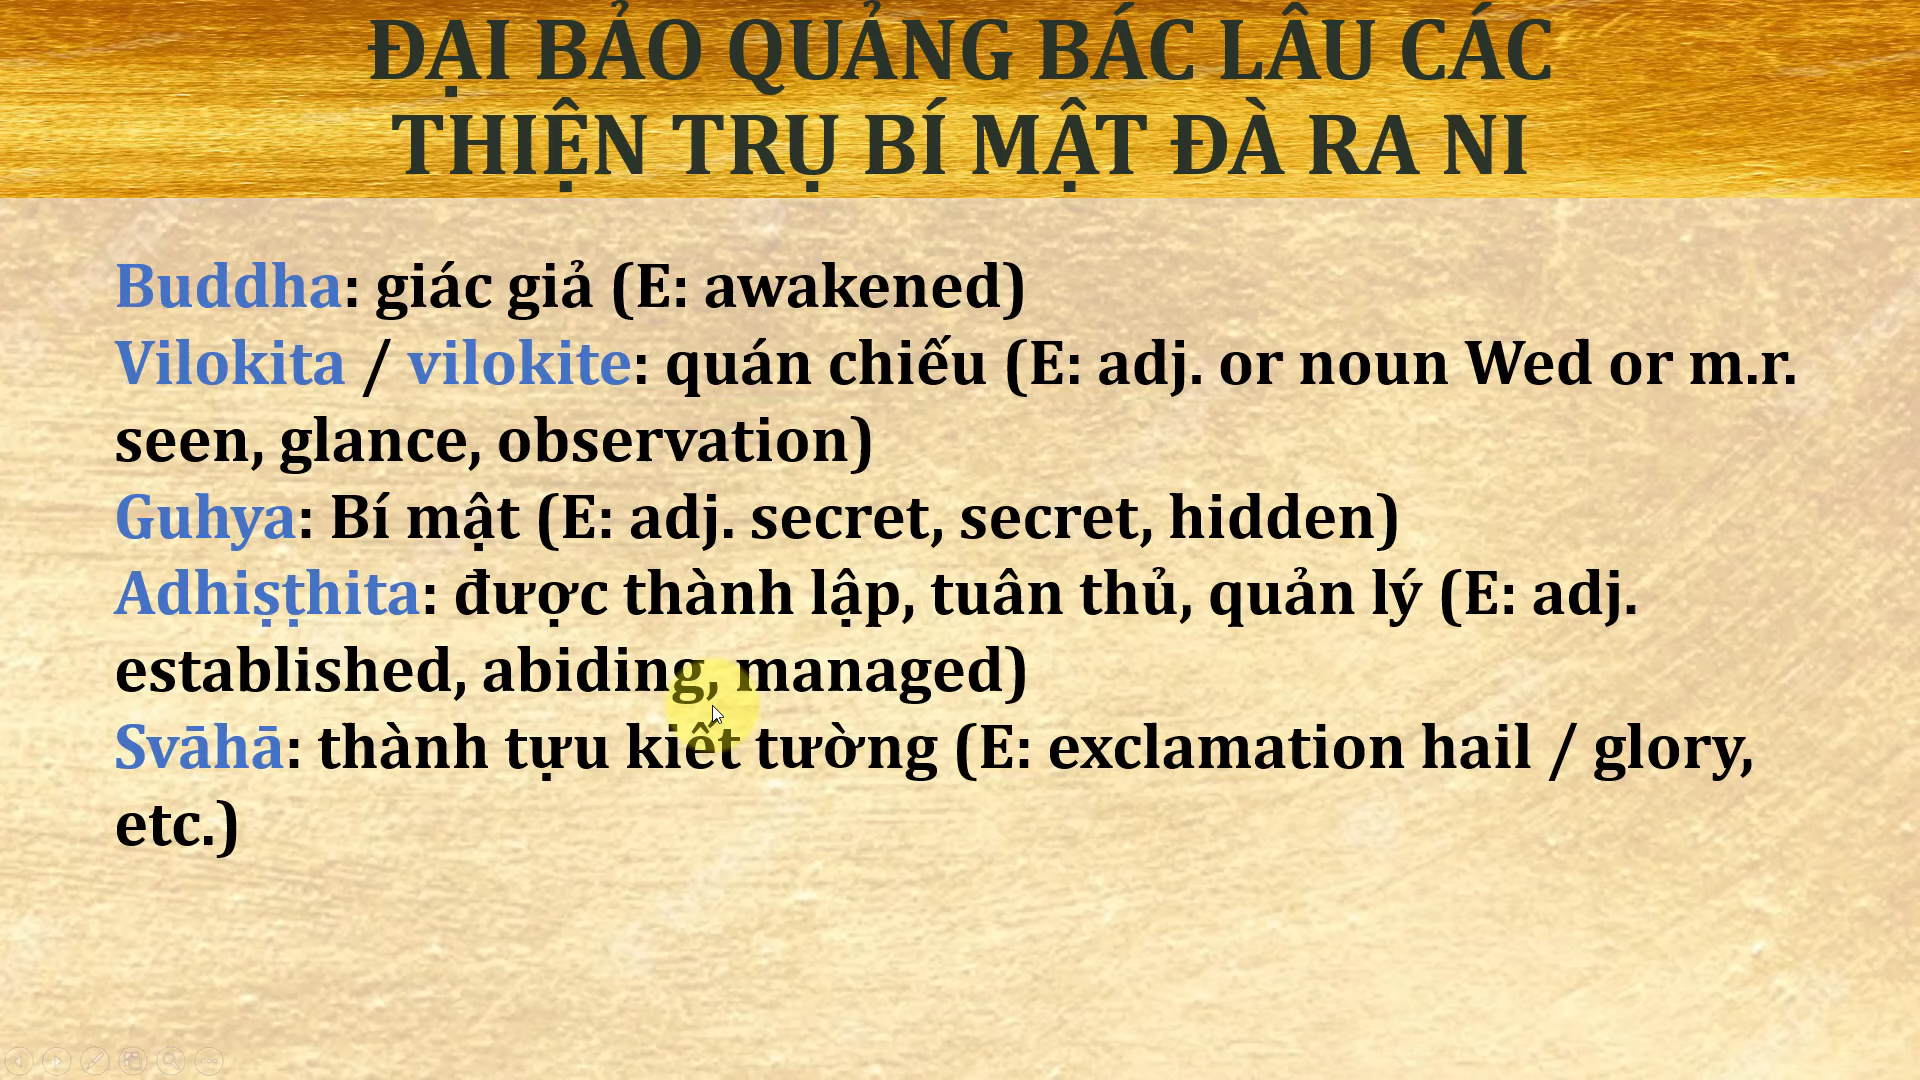 ĐẠI BẢO QUẢNG BÁC LÂU CÁC
THIỆN TRỤ BÍ MẬT ĐÀ RA NI
Buddha: giác giả (E: awakened)
Vilokita / vilokite: quán chiếu (E: adj. or noun Wed or m.r.
seen, glance, observation)
Guhya: Bí mật (E: adj. secret, secret, hidden)
Adhiṣṭhita: được thành lập, tuân thủ, quản lý (E: adj.
established, abiding, managed)
Svāhā: thành tựu kiết tường (E: exclamation hail / glory,
etc.)